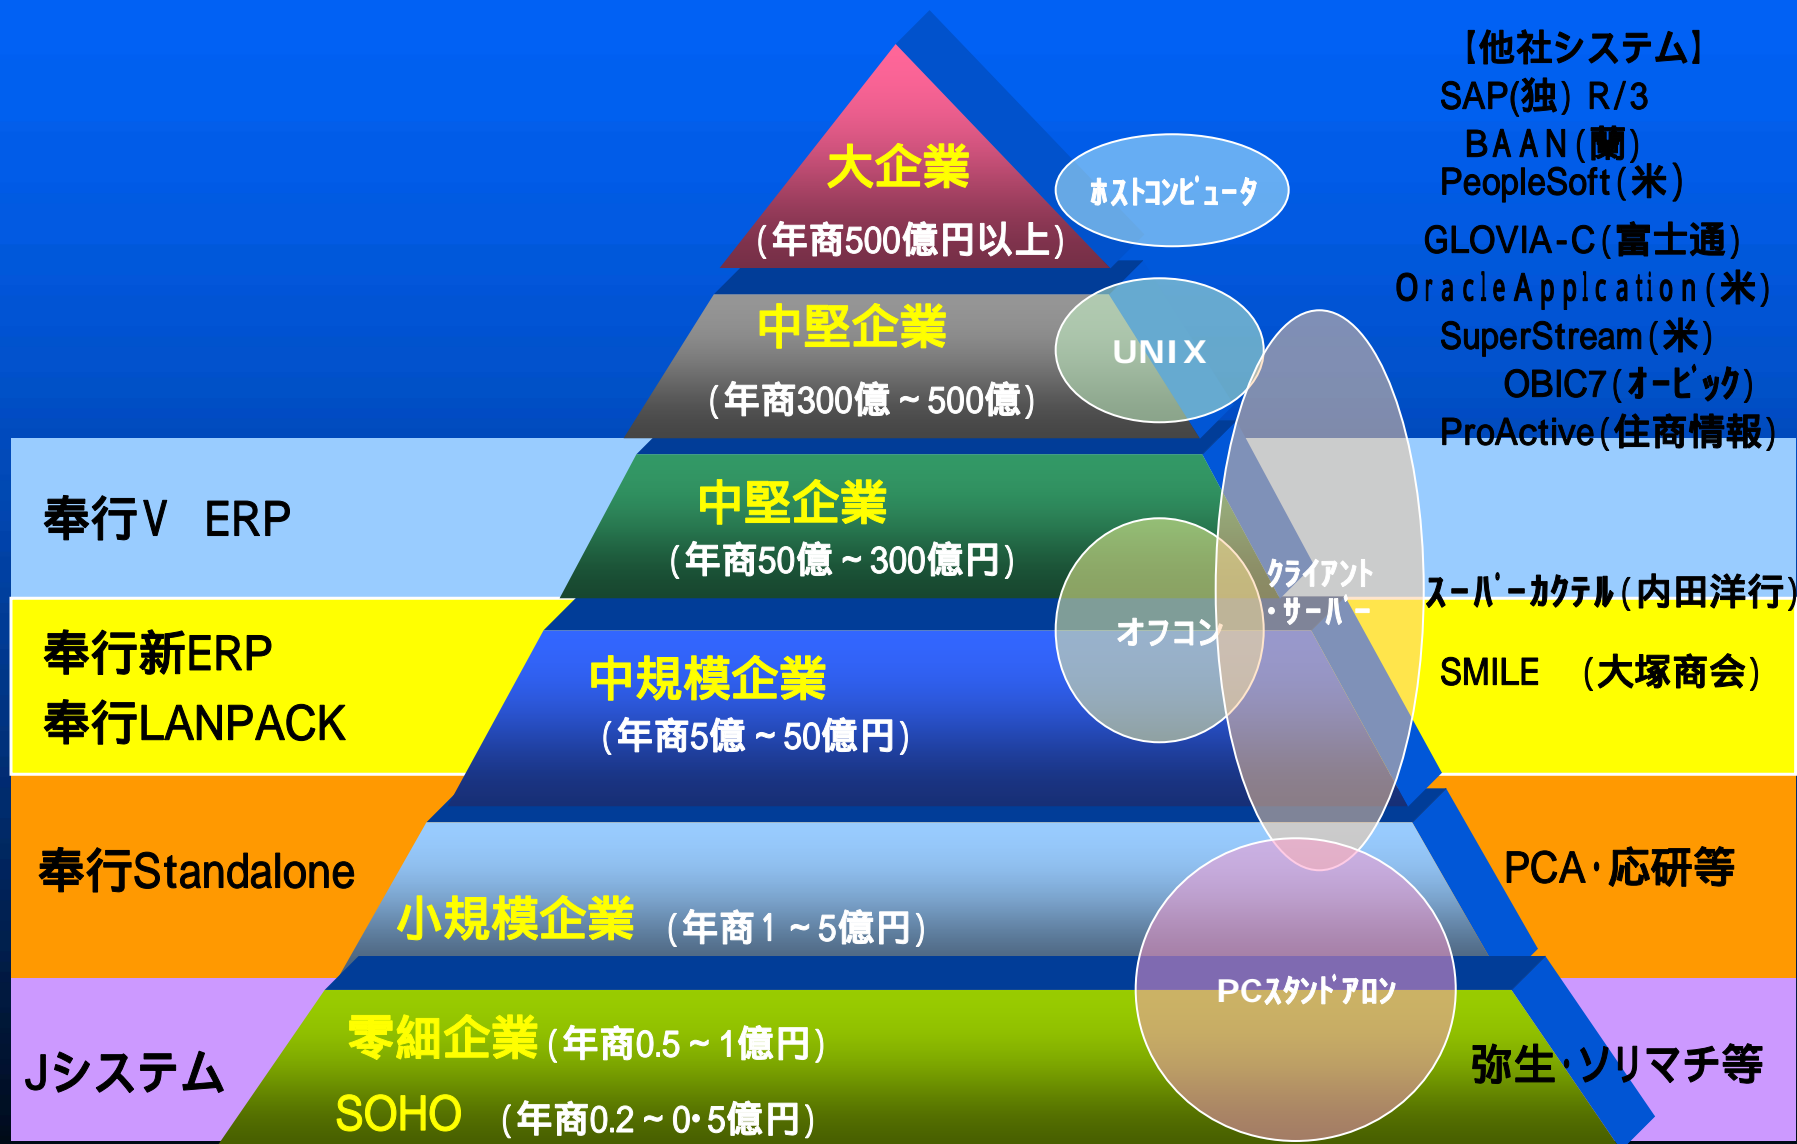 【他社システム】
SAP(独) R/3
BAAN(蘭)
PeopleSoft(米)
GLOVIA-C(富士通)
OracleApplcation(米)
SuperStream(米)
OBIC7(ｵｰﾋﾞｯｸ)
ProActive(住商情報)
大企業
(年商500億円以上)
ﾎｽﾄｺﾝﾋﾟｭｰﾀ
中堅企業
(年商300億～500億)
UNIX
奉行V ERP
中堅企業
(年商50億～300億円)
ｸﾗｲｱﾝﾄ
・ｻｰﾊﾞｰ
ｽｰﾊﾟｰｶｸﾃﾙ(内田洋行)
オフコン
奉行新ERP
奉行LANPACK
中規模企業
(年商5億～50億円)
SMILE (大塚商会)
奉行Standalone
小規模企業 (年商1～5億円)
PCA･応研等
PCｽﾀﾝﾄﾞｱﾛﾝ
Jシステム
零細企業(年商0.5～1億円)
SOHO (年商0.2～0･5億円)
弥生･ソリマチ等